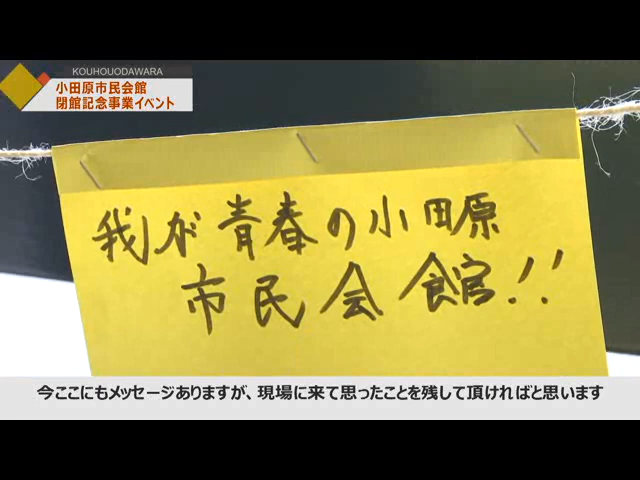 KOUHOUODAWARA
小田原市民会館
閉館記念事業イベント
我が青春の小田原
市民会館!!
今ここにもメッセージありますが、現場に来て思ったことを残して頂ければと思います